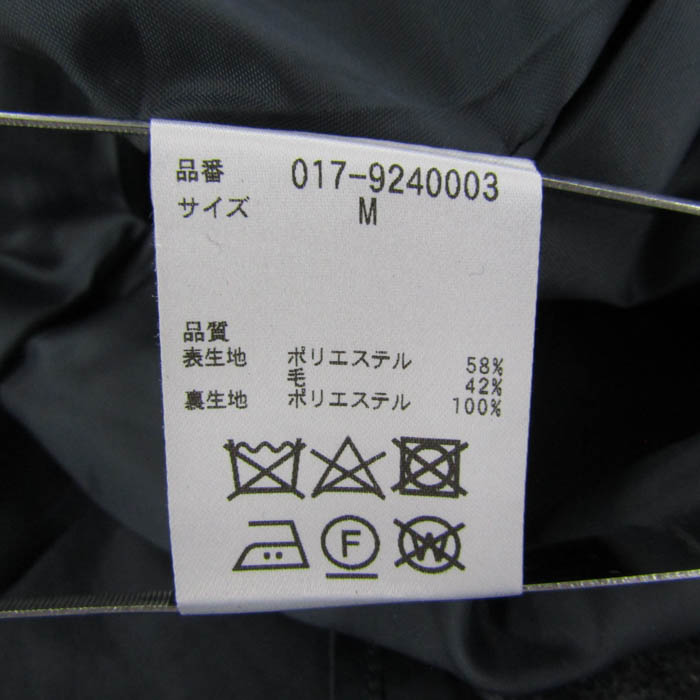 品番 017-9240003
サイズ M
品質
表生地 ポリエステル 58%
毛 42%
裏生地 ポリエステル 100%
F W